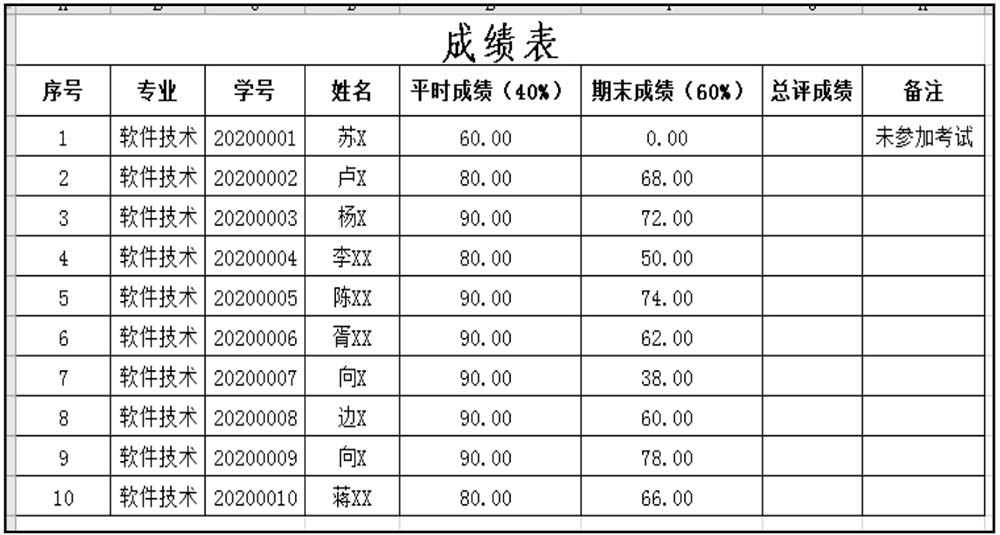 成绩表
序号 专业 学号 姓名 平时成绩（40%） 期末成绩（60%） 总评成绩 备注
1 软件技术 20200001 苏X 60.00 0.00 未参加考试
2 软件技术 20200002 卢X 80.00 68.00
3 软件技术 20200003 杨X 90.00 72.00
4 软件技术 20200004 李XX 80.00 50.00
5 软件技术 20200005 陈XX 90.00 74.00
6 软件技术 20200006 胥XX 90.00 62.00
7 软件技术 20200007 向X 90.00 38.00
8 软件技术 20200008 边X 90.00 60.00
9 软件技术 20200009 向X 90.00 78.00
10 软件技术 20200010 蒋XX 80.00 66.00